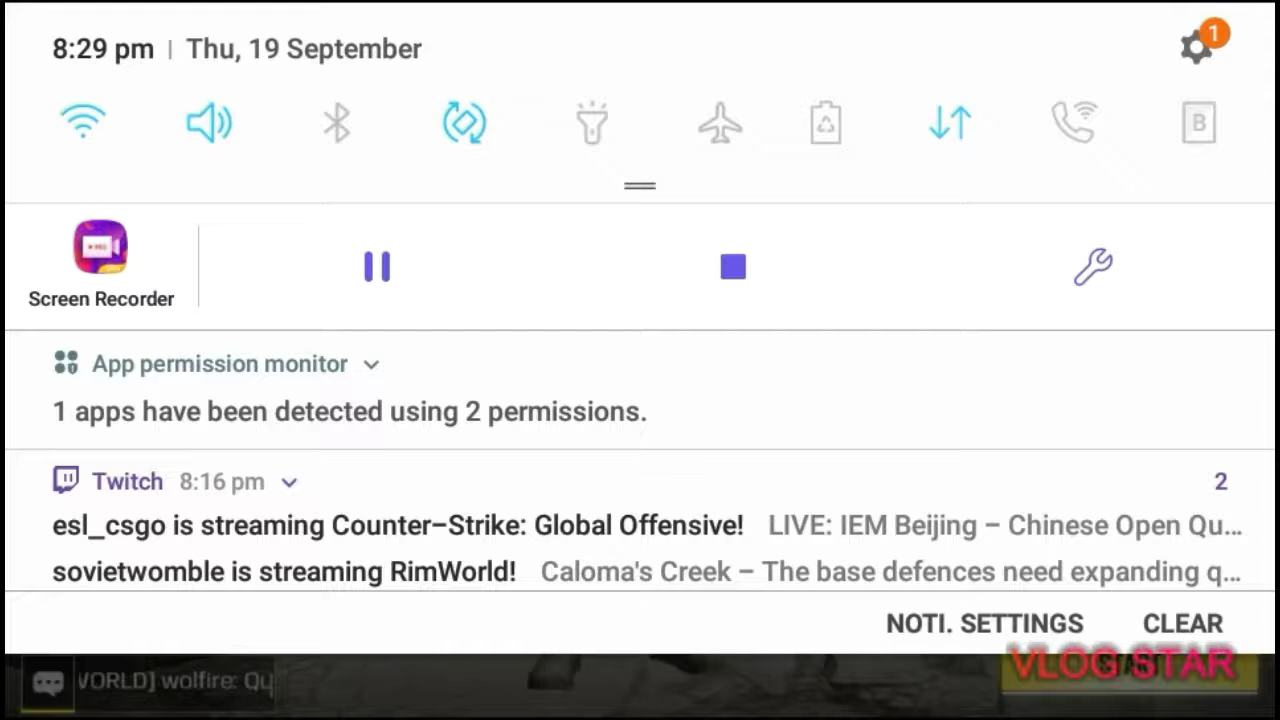 8:29 pm | Thu, 19 September
1
B
REC
Screen Recorder
App permission monitor
1 apps have been detected using 2 permissions.
Twitch 8:16 pm 2
esl_csgo is streaming Counter-Strike: Global Offensive! LIVE: IEM Beijing – Chinese Open Qu...
sovietwomble is streaming RimWorld! Caloma's Creek – The base defences need expanding q...
NOTI. SETTINGS CLEAR
VLOG STAR
WORLD] wolfire: Qu